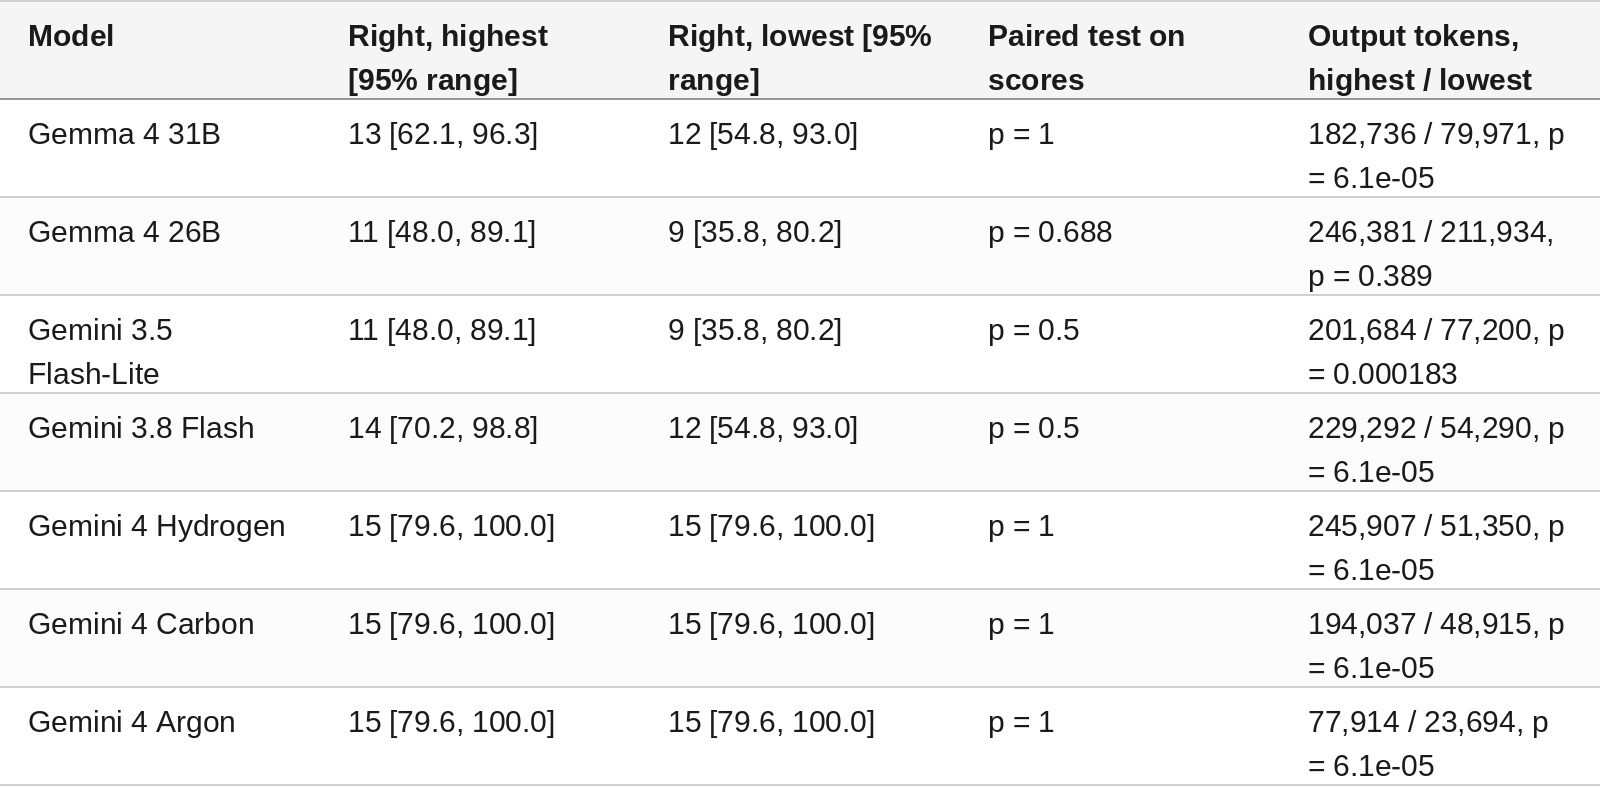 Model
Right, highest
[95% range]
Right, lowest [95%
range]
Paired test on
scores
Output tokens,
highest / lowest
Gemma 4 31B
13 [62.1, 96.3]
12 [54.8, 93.0]
p = 1
182,736 / 79,971, p
= 6.1e-05
Gemma 4 26B
11 [48.0, 89.1]
9 [35.8, 80.2]
p = 0.688
246,381 / 211,934,
p = 0.389
Gemini 3.5
Flash-Lite
11 [48.0, 89.1]
9 [35.8, 80.2]
p = 0.5
201,684 / 77,200, p
= 0.000183
Gemini 3.8 Flash
14 [70.2, 98.8]
12 [54.8, 93.0]
p = 0.5
229,292 / 54,290, p
= 6.1e-05
Gemini 4 Hydrogen
15 [79.6, 100.0]
15 [79.6, 100.0]
p = 1
245,907 / 51,350, p
= 6.1e-05
Gemini 4 Carbon
15 [79.6, 100.0]
15 [79.6, 100.0]
p = 1
194,037 / 48,915, p
= 6.1e-05
Gemini 4 Argon
15 [79.6, 100.0]
15 [79.6, 100.0]
p = 1
77,914 / 23,694, p
= 6.1e-05